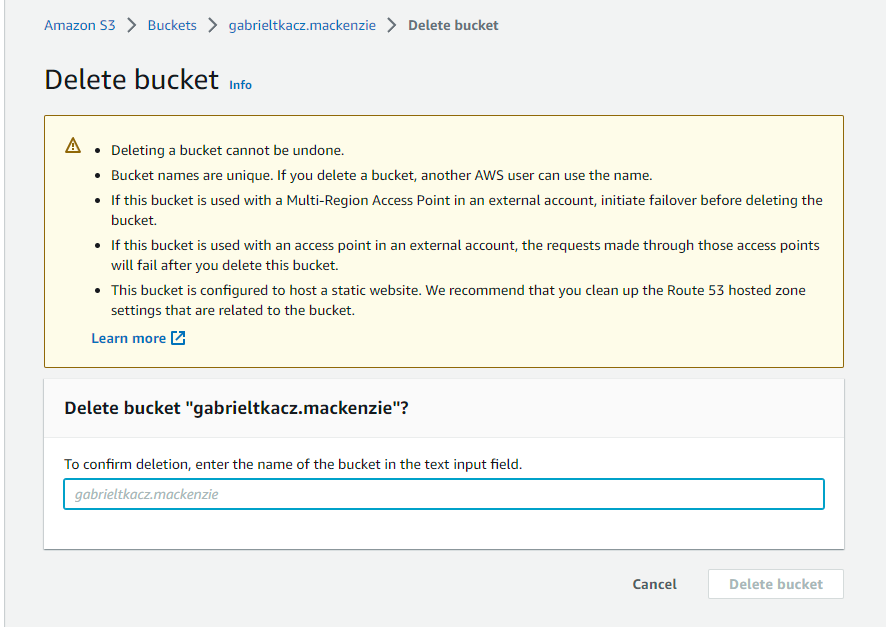 Amazon S3 > Buckets > gabrieltkacz.mackenzie > Delete bucket
Delete bucket Info
• Deleting a bucket cannot be undone.
• Bucket names are unique. If you delete a bucket, another AWS user can use the name.
• If this bucket is used with a Multi-Region Access Point in an external account, initiate failover before deleting the
bucket.
• If this bucket is used with an access point in an external account, the requests made through those access points
will fail after you delete this bucket.
• This bucket is configured to host a static website. We recommend that you clean up the Route 53 hosted zone
settings that are related to the bucket.
Learn more
Delete bucket "gabrieltkacz.mackenzie"?
To confirm deletion, enter the name of the bucket in the text input field.
gabrieltkacz.mackenzie
Cancel Delete bucket